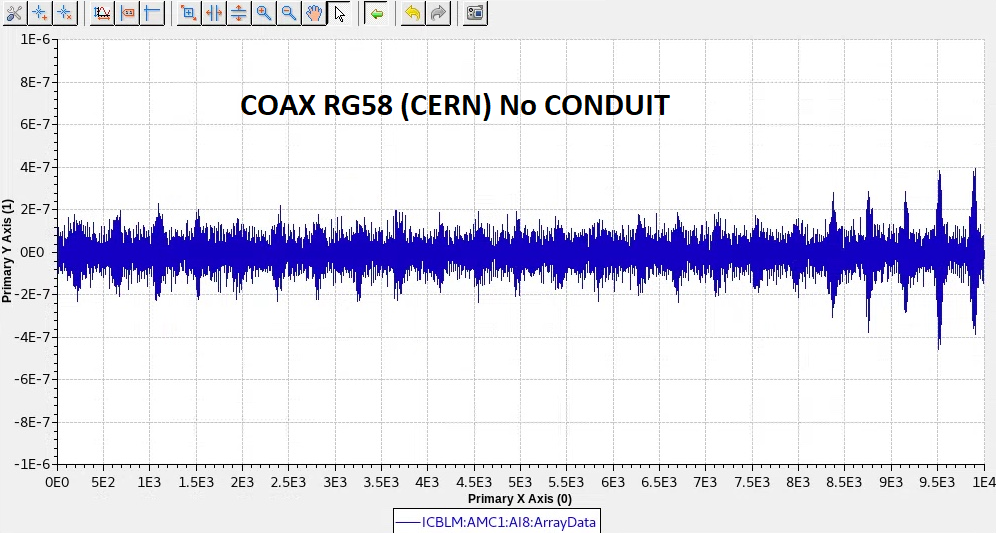 1E-6
8E-7
6E-7
4E-7
2E-7
0E0
-2E-7
-4E-7
-6E-7
-8E-7
-1E-6
Primary Y Axis (1)
COAX RG58 (CERN) No CONDUIT
0E0 5E2 1E3 1.5E3 2E3 2.5E3 3E3 3.5E3 4E3 4.5E3 5E3 5.5E3 6E3 6.5E3 7E3 7.5E3 8E3 8.5E3 9E3 9.5E3 1E4
Primary X Axis (0)
ICBLM:AMC1:AI8:ArrayData